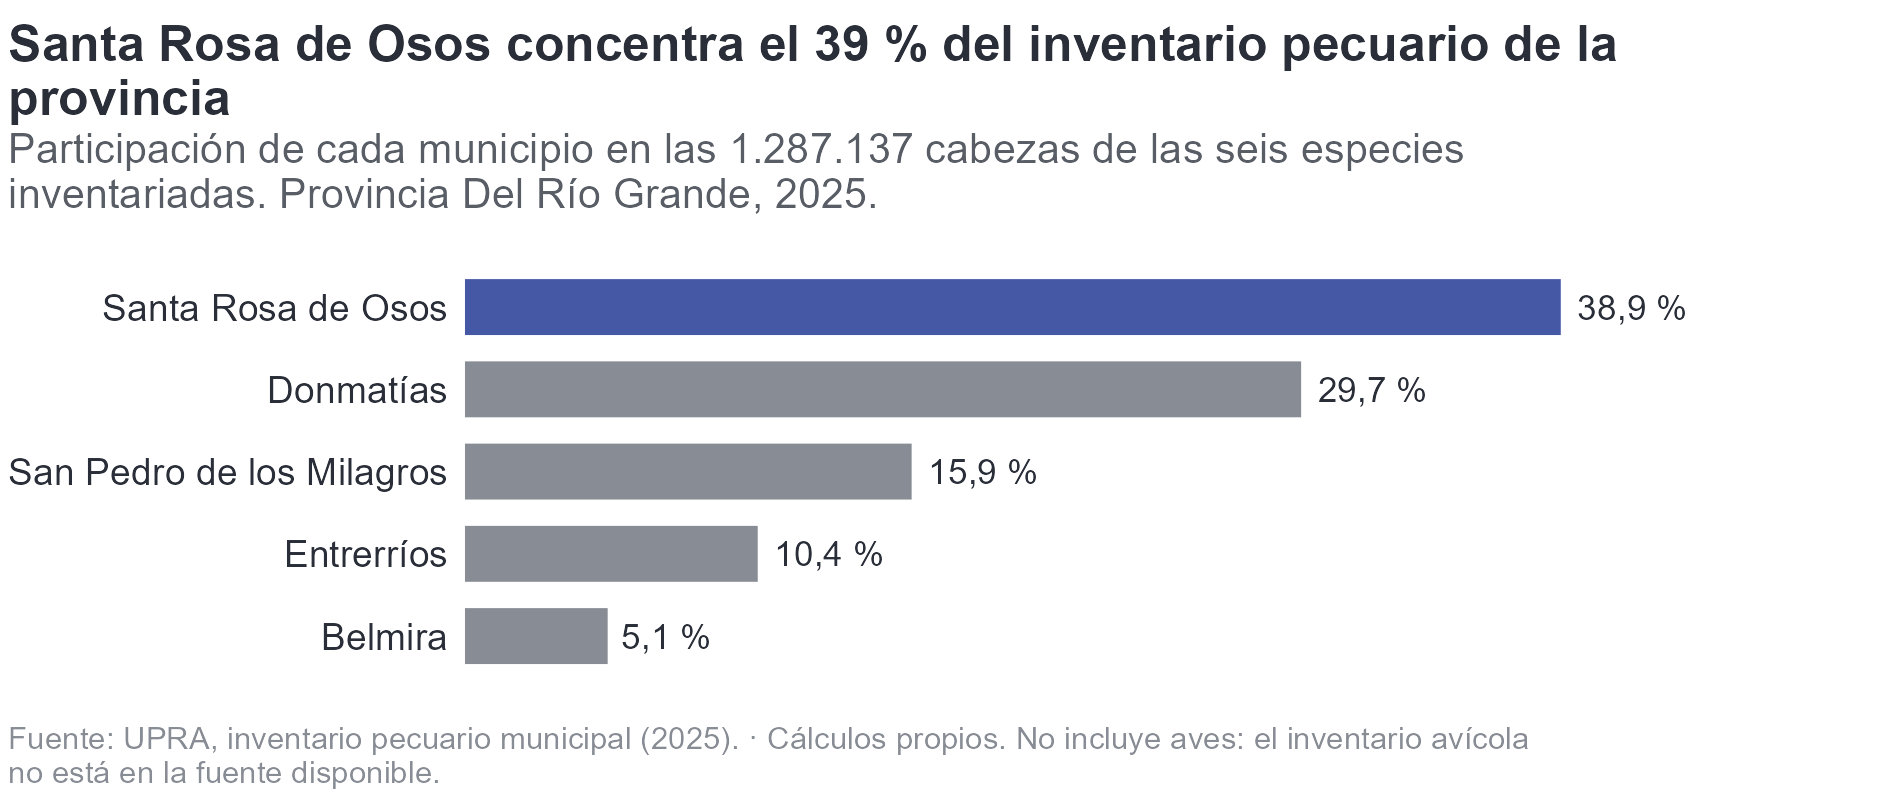 Santa Rosa de Osos concentra el 39 % del inventario pecuario de la
provincia
Participación de cada municipio en las 1.287.137 cabezas de las seis especies
inventariadas. Provincia Del Río Grande, 2025.
Santa Rosa de Osos 38,9 %
Donmatías 29,7 %
San Pedro de los Milagros 15,9 %
Entrerríos 10,4 %
Belmira 5,1 %
Fuente: UPRA, inventario pecuario municipal (2025). · Cálculos propios. No incluye aves: el inventario avícola
no está en la fuente disponible.